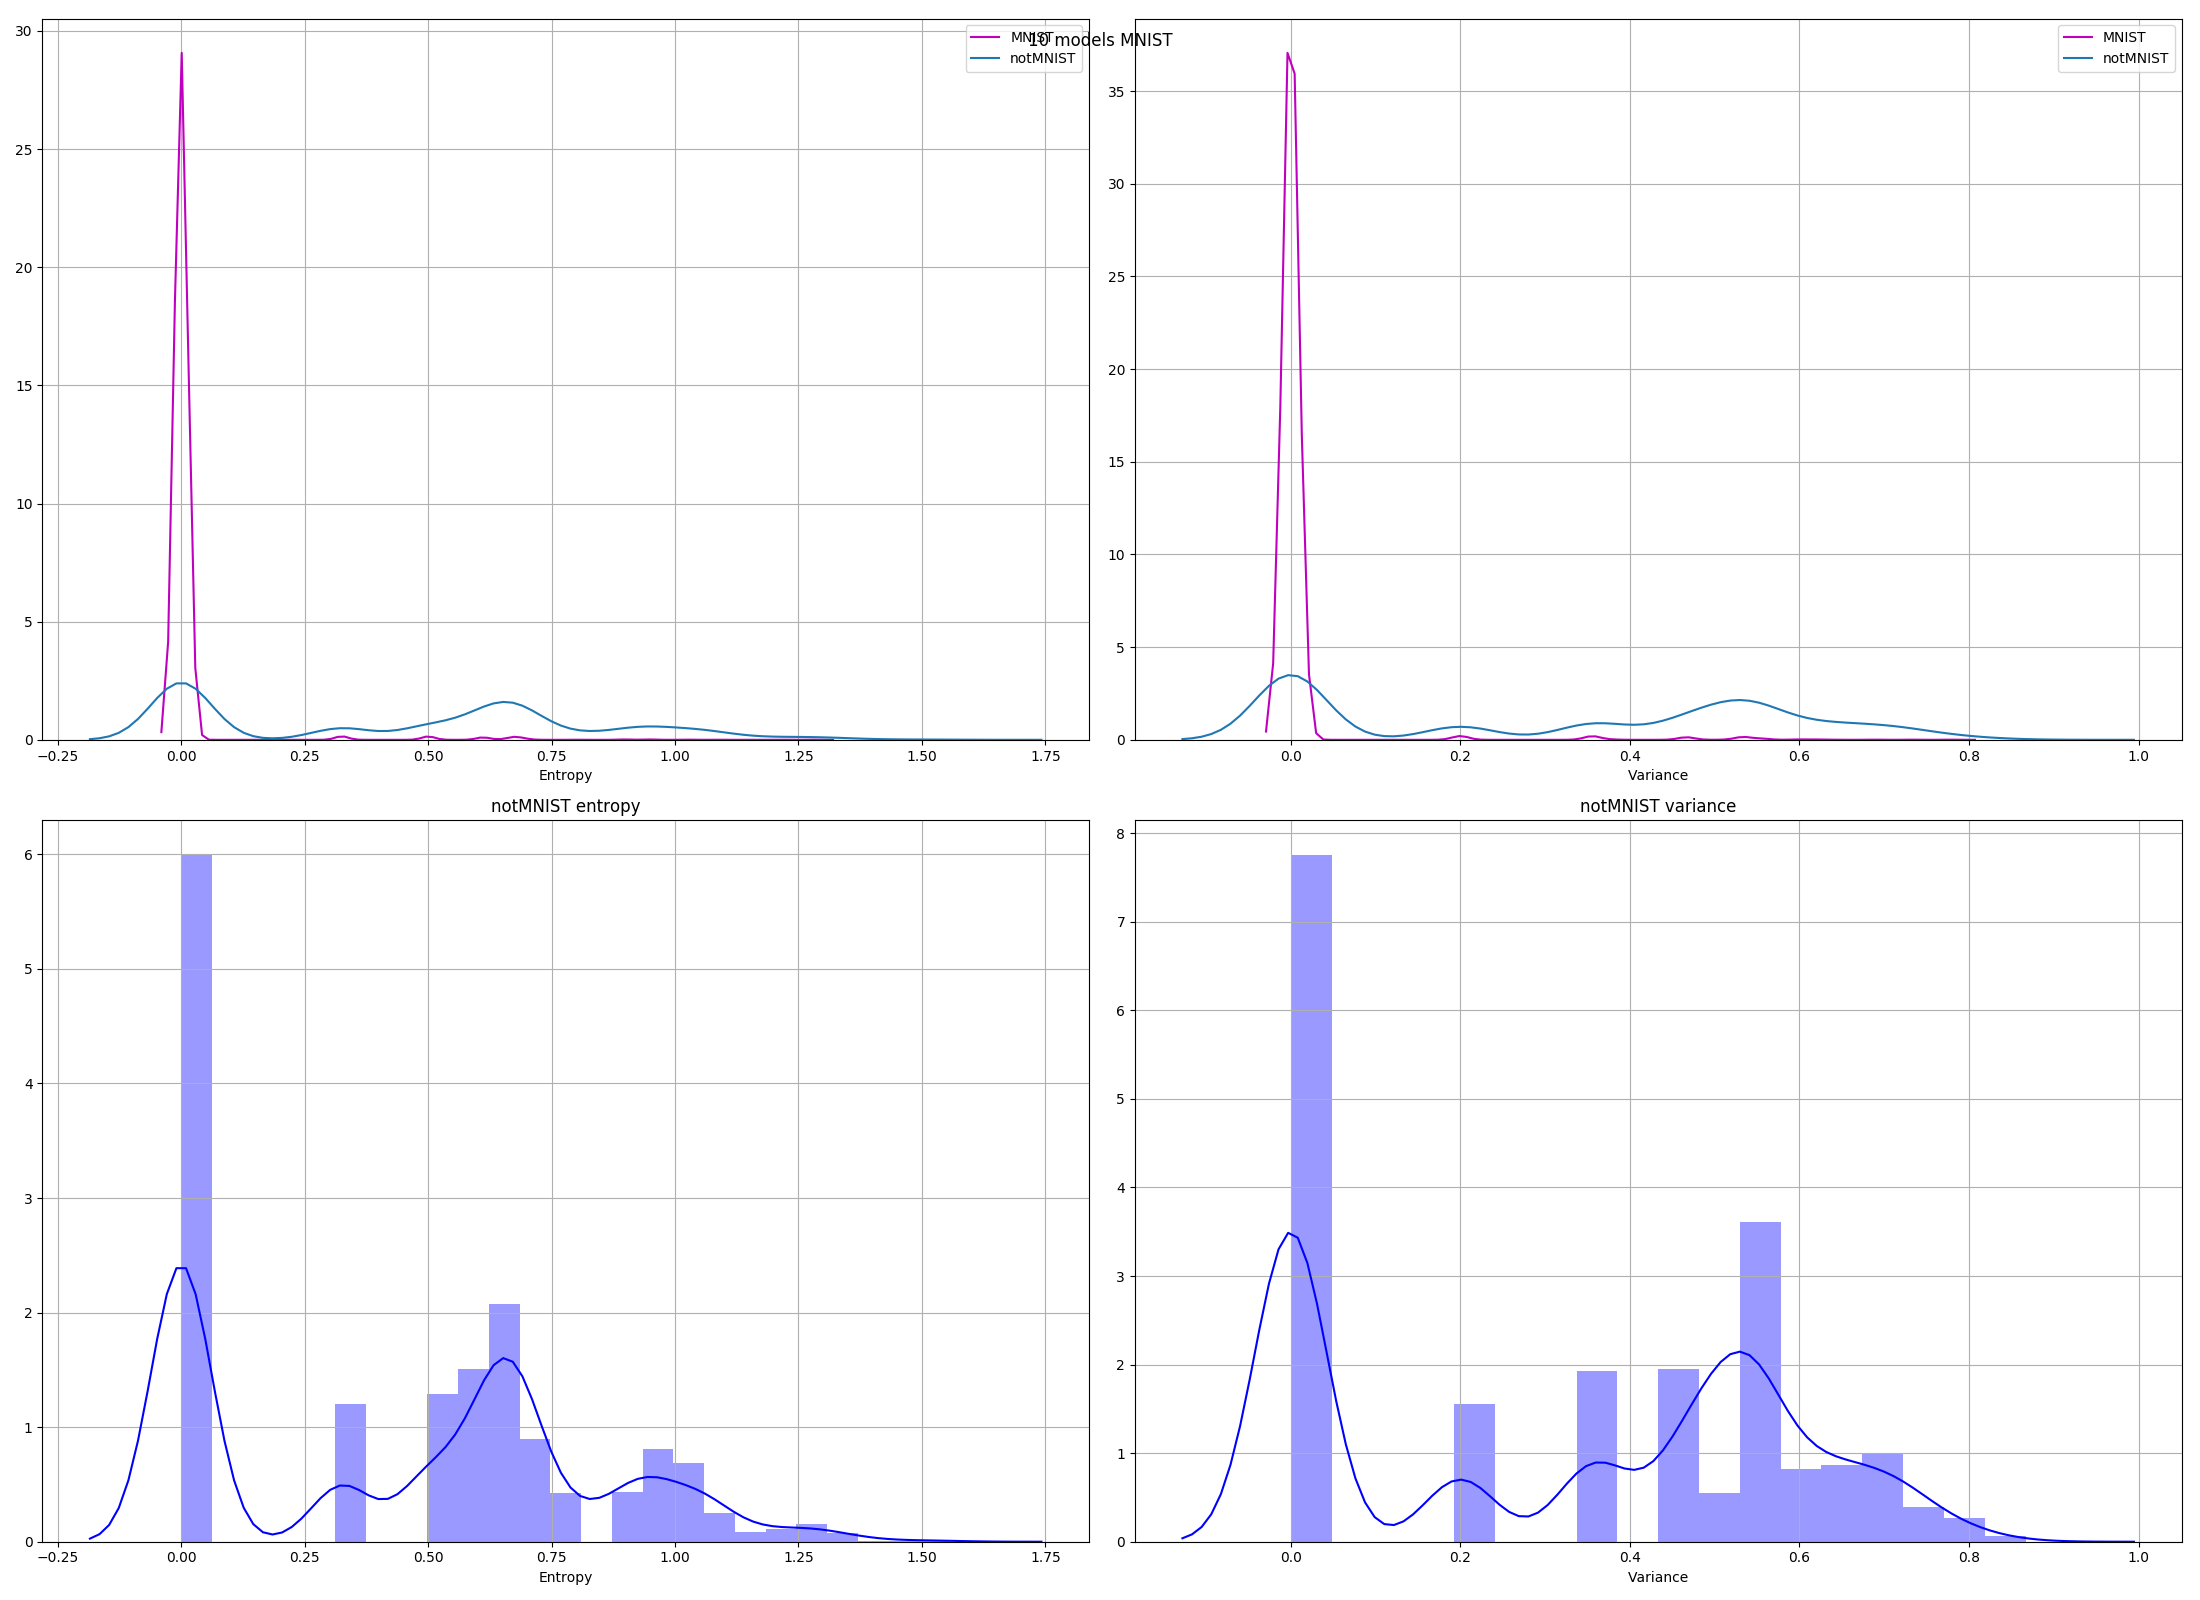 10 models MNIST
30
25
20
15
10
5
0
MNIST
notMNIST
−0.25 0.00 0.25 0.50 0.75 1.00 1.25 1.50 1.75
Entropy
35
30
25
20
15
10
5
0
MNIST
notMNIST
0.0 0.2 0.4 0.6 0.8 1.0
Variance
notMNIST entropy
6
5
4
3
2
1
0
−0.25 0.00 0.25 0.50 0.75 1.00 1.25 1.50 1.75
Entropy
notMNIST variance
8
7
6
5
4
3
2
1
0
0.0 0.2 0.4 0.6 0.8 1.0
Variance